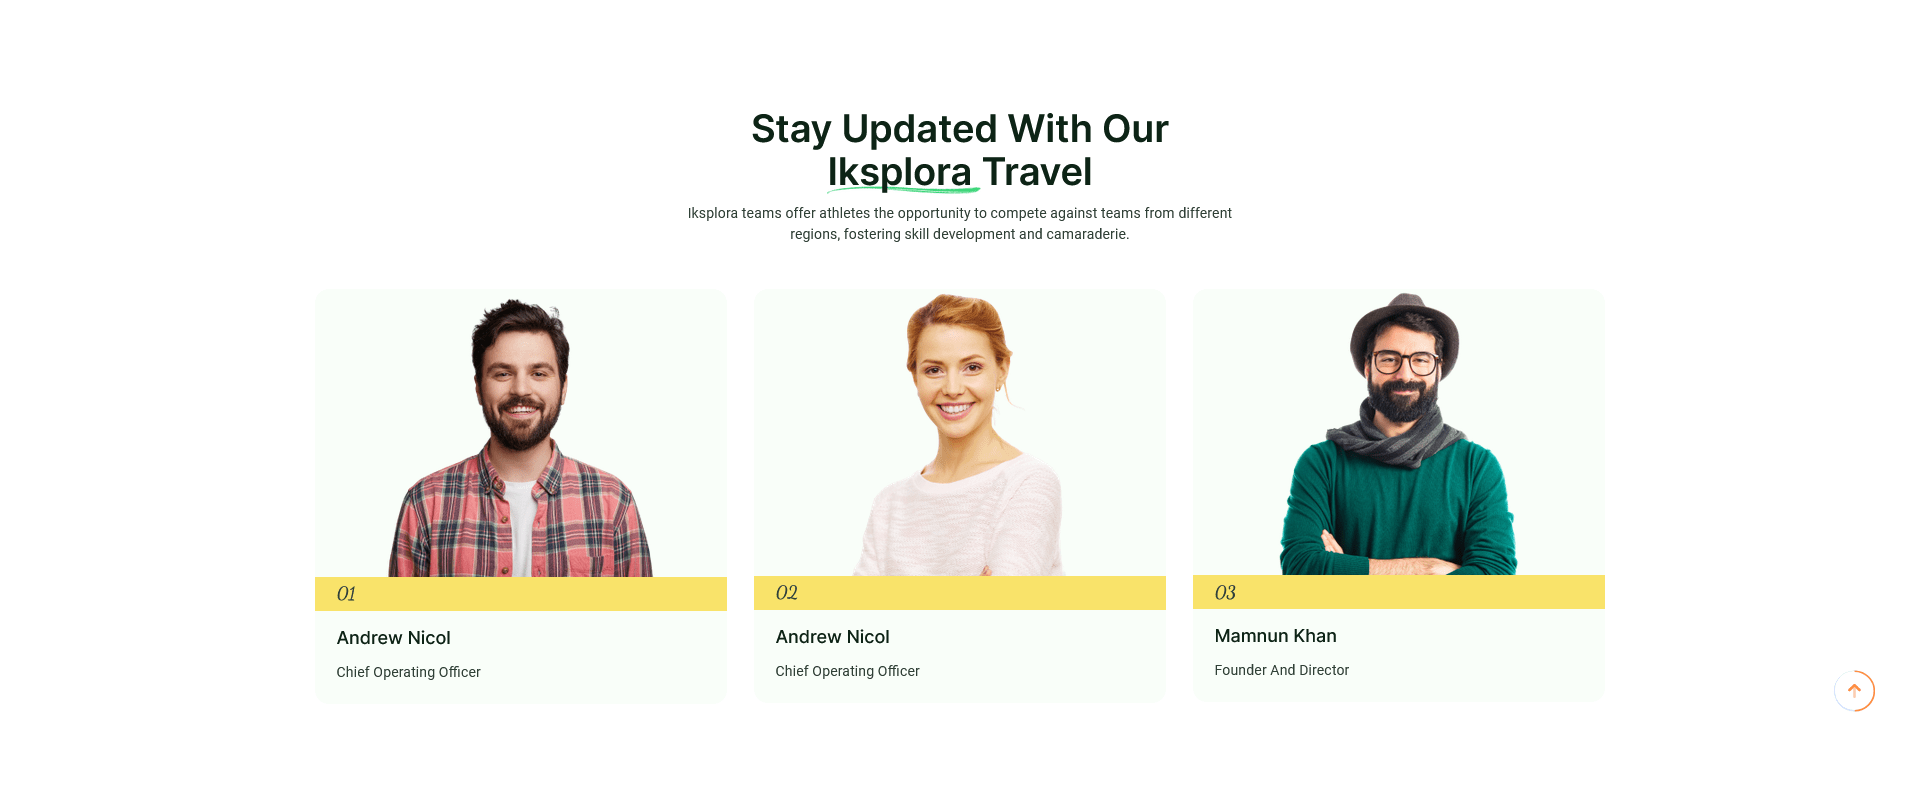 Stay Updated With Our
Iksplora Travel
Iksplora teams offer athletes the opportunity to compete against teams from different
regions, fostering skill development and camaraderie.
01
Andrew Nicol
Chief Operating Officer
02
Andrew Nicol
Chief Operating Officer
03
Mamnun Khan
Founder And Director